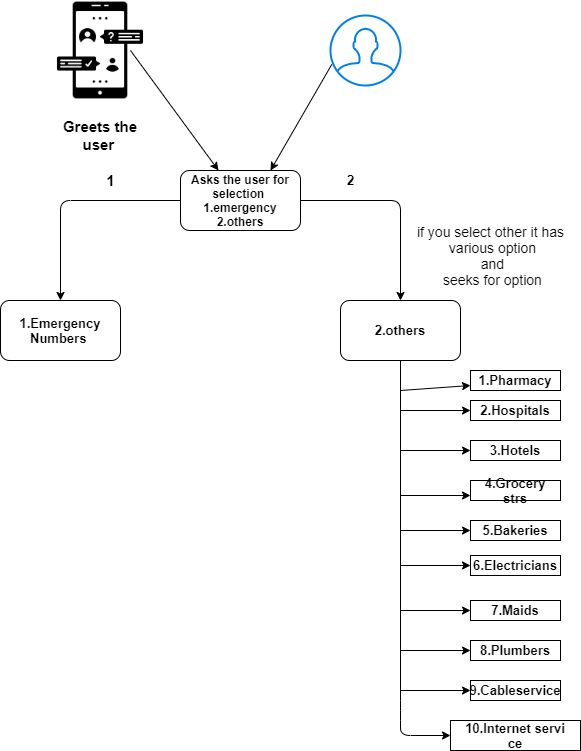 Greets the
user
1
2
Asks the user for
selection
1.emergency
2.others
if you select other it has
various option
and
seeks for option
1.Emergency
Numbers
2.others
1.Pharmacy
2.Hospitals
3.Hotels
4.Grocery
strs
5.Bakeries
6.Electricians
7.Maids
8.Plumbers
9.Cableservice
10.Internet servi
ce